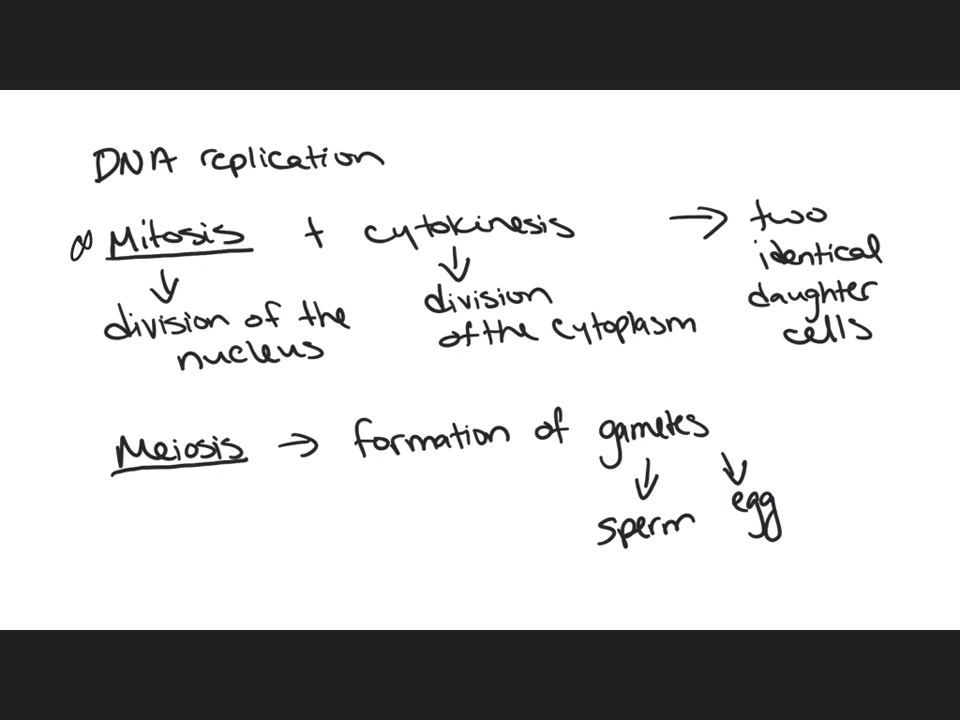 DNA replication
∞ Mitosis + cytokinesis → two
identical
daughter
cells
↓ ↓
division of the
nucleus
division
of the cytoplasm
Meiosis → formation of gametes
↓ ↓
sperm egg